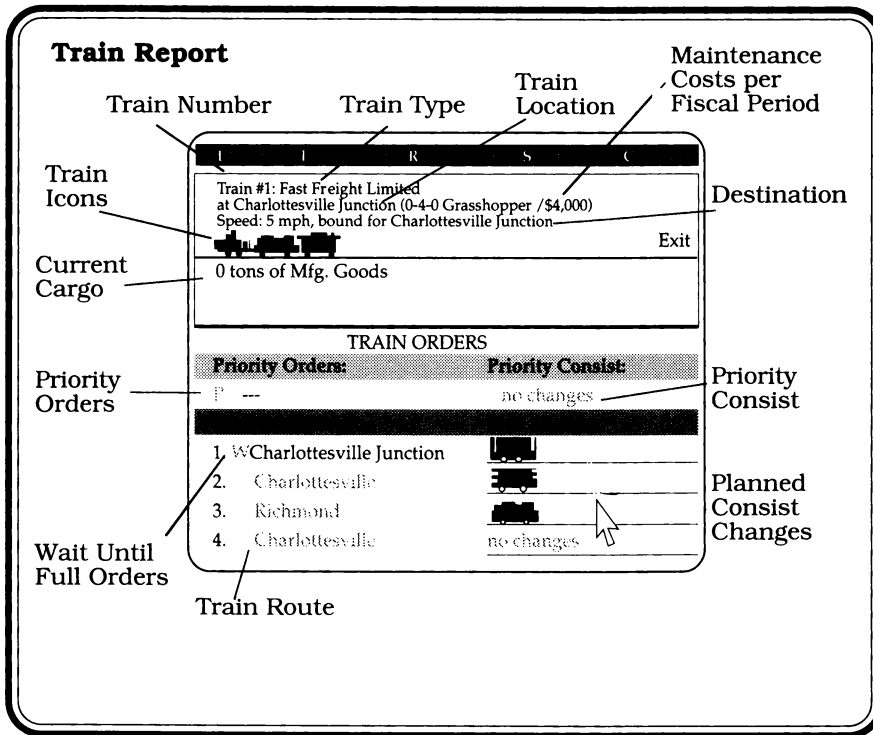 Train Report
Maintenance
Costs per
Fiscal Period
Train
Location
Train Number
Train Type
Train
Icons
T T R S C
Train #1: Fast Freight Limited
at Charlottesville Junction (0-4-0 Grasshopper /$4,000)
Speed: 5 mph, bound for Charlottesville Junction
Destination
Exit
Current
Cargo
0 tons of Mfg. Goods
TRAIN ORDERS
Priority Orders: Priority Consist:
Priority
Orders
P --- no changes
Priority
Consist
1. WCharlottesville Junction
2. Charlottesville
3. Richmond
4. Charlottesville no changes
Planned
Consist
Changes
Wait Until
Full Orders
Train Route